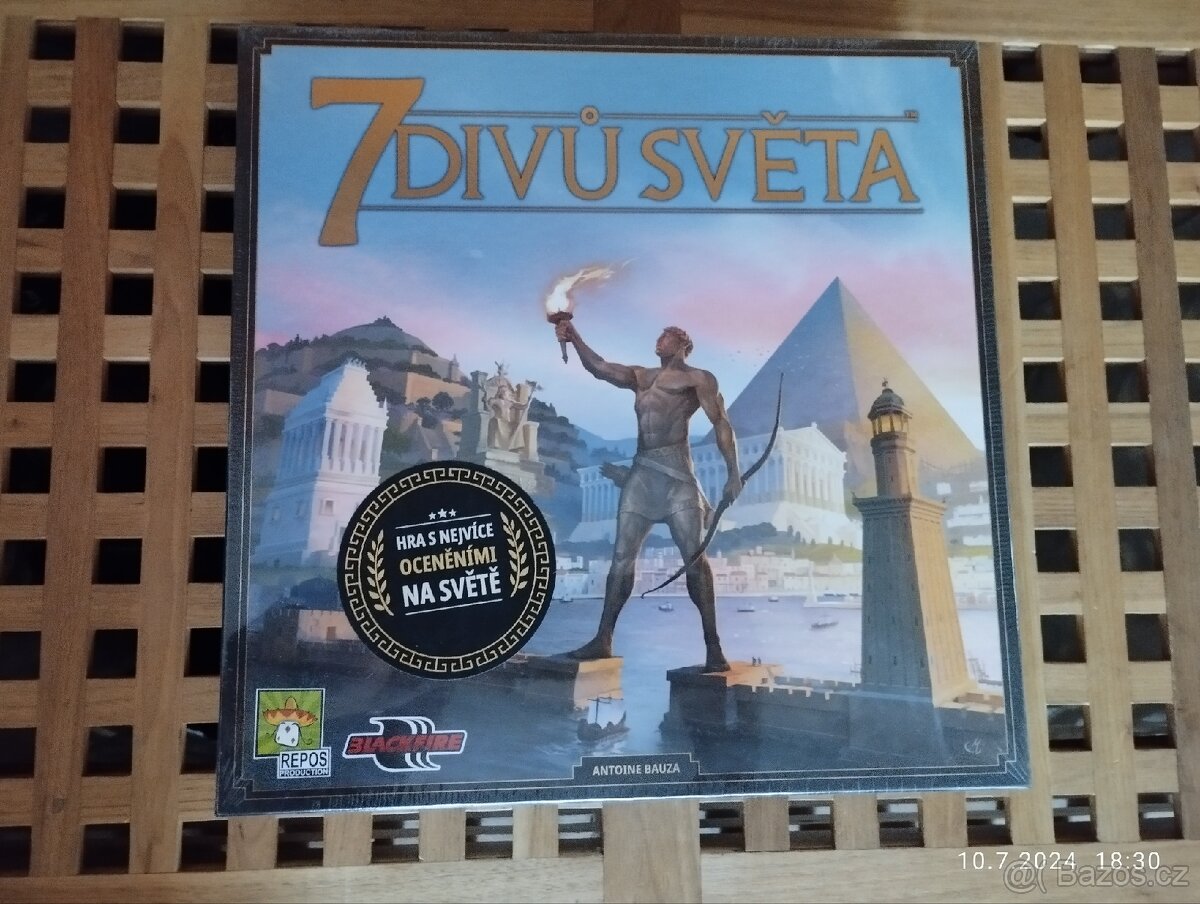 7 DIVŮ SVĚTA
TM
HRA S NEJVÍCE
OCENĚNÍMI
NA SVĚTĚ
REPOS
PRODUCTION
BLACKFIRE
ANTOINE BAUZA
10.7.2024 18:30
@( Bazos.cz